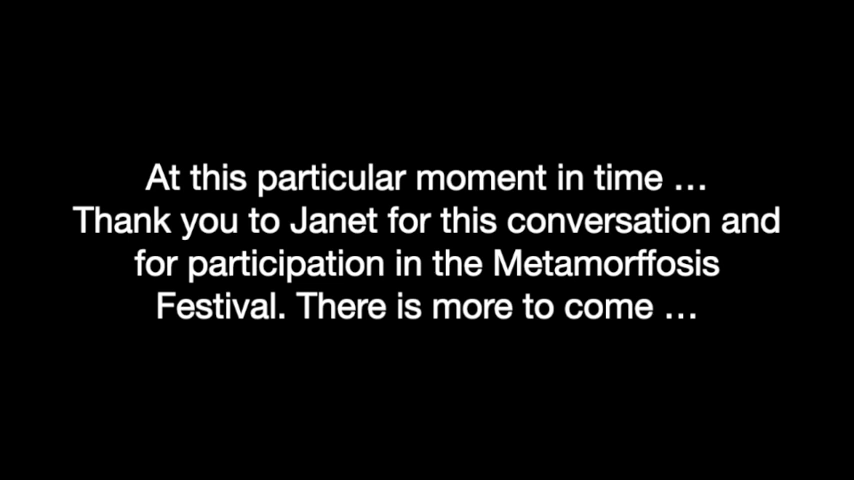 At this particular moment in time …
Thank you to Janet for this conversation and
for participation in the Metamorffosis
Festival. There is more to come …